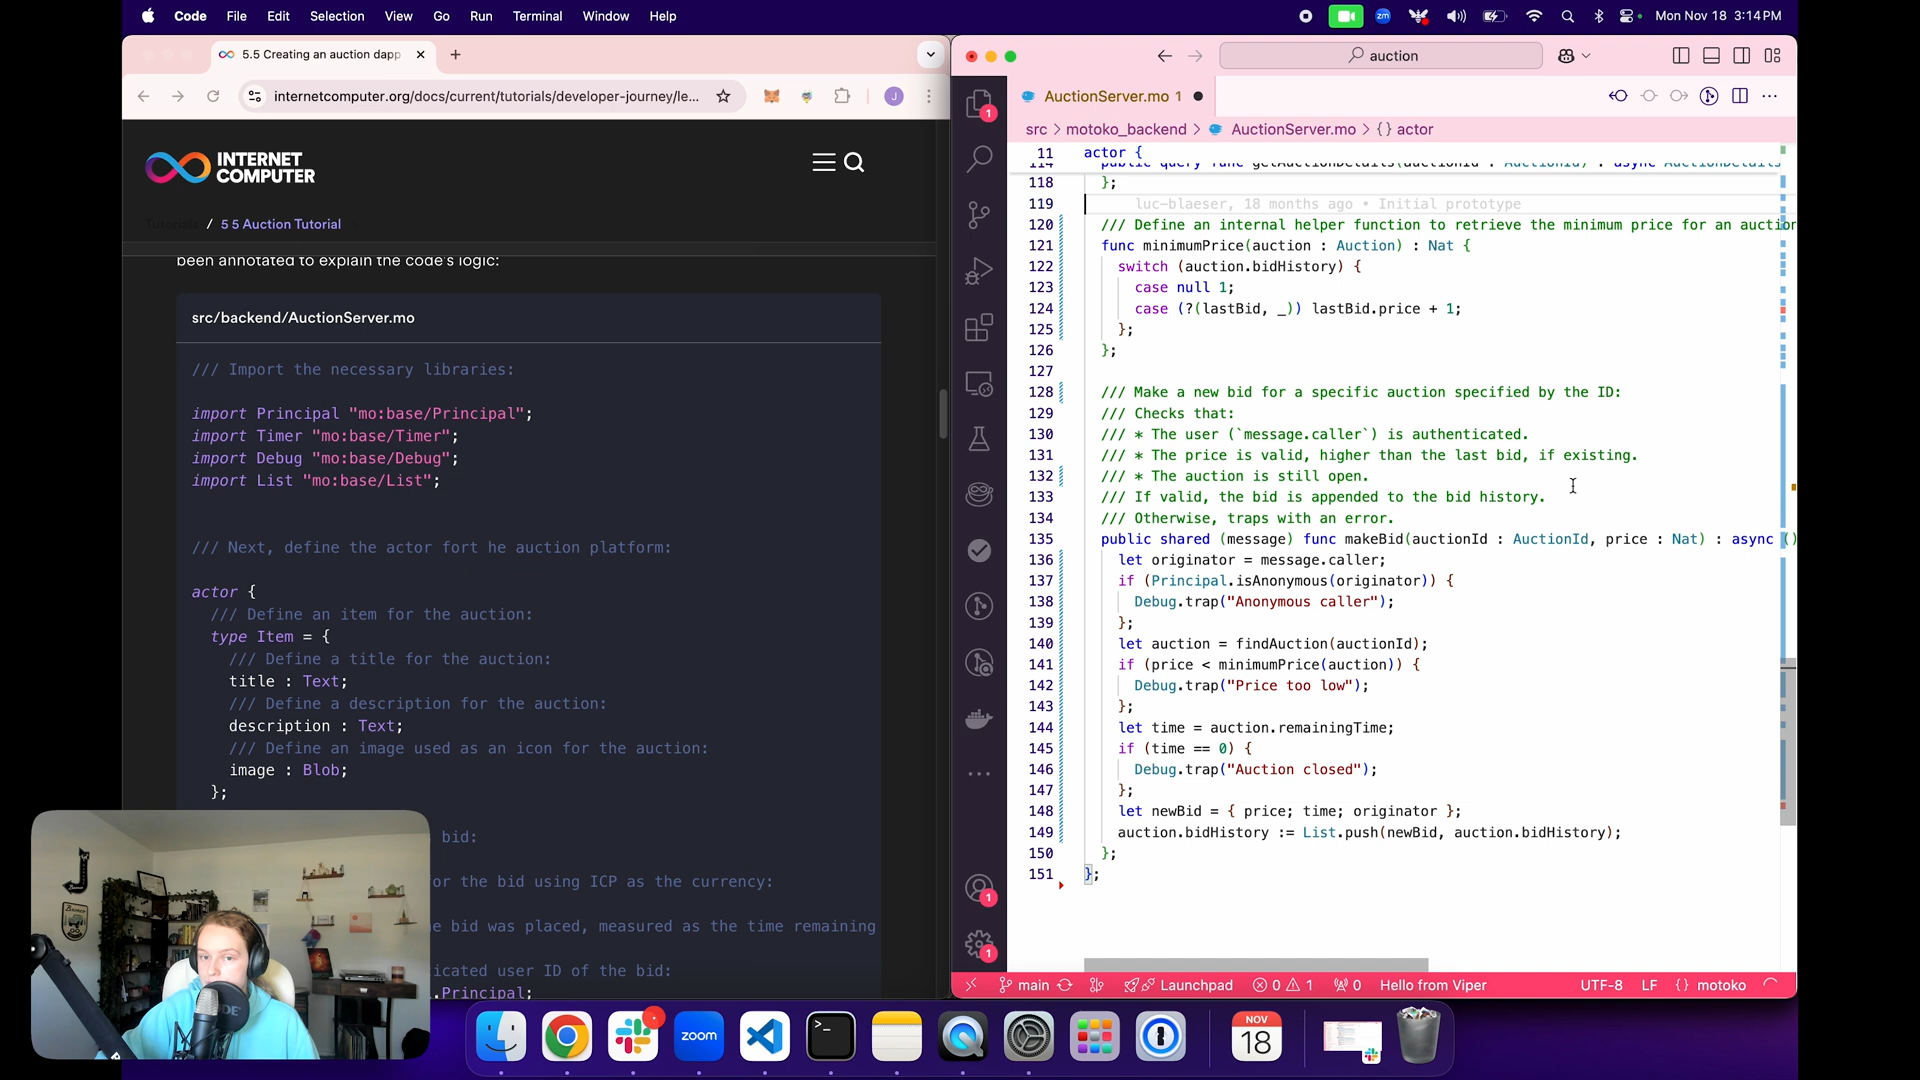 Code File Edit Selection View Go Run Terminal Window Help
zm
Mon Nov 18 3:14 PM
5.5 Creating an auction dapp
internetcomputer.org/docs/current/tutorials/developer-journey/le...
J
INTERNET
COMPUTER
Tutorials / 5 5 Auction Tutorial
been annotated to explain the code's logic:
src/backend/AuctionServer.mo
/// Import the necessary libraries:
import Principal "mo:base/Principal";
import Timer "mo:base/Timer";
import Debug "mo:base/Debug";
import List "mo:base/List";
/// Next, define the actor fort he auction platform:
actor {
/// Define an item for the auction:
type Item = {
/// Define a title for the auction:
title : Text;
/// Define a description for the auction:
description : Text;
/// Define an image used as an icon for the auction:
image : Blob;
};
bid:
for the bid using ICP as the currency:
e bid was placed, measured as the time remaining
icated user ID of the bid:
.Principal;
auction
AuctionServer.mo 1
src > motoko_backend > AuctionServer.mo > {} actor
11 actor {
114 public query func getAuctionDetails(auctionId : AuctionId) : async AuctionDetails
118 };
119 luc-blaeser, 18 months ago • Initial prototype
120 /// Define an internal helper function to retrieve the minimum price for an auction
121 func minimumPrice(auction : Auction) : Nat {
122 switch (auction.bidHistory) {
123 case null 1;
124 case (?(lastBid, _)) lastBid.price + 1;
125 };
126 };
127
128 /// Make a new bid for a specific auction specified by the ID:
129 /// Checks that:
130 /// * The user (`message.caller`) is authenticated.
131 /// * The price is valid, higher than the last bid, if existing.
132 /// * The auction is still open.
133 /// If valid, the bid is appended to the bid history.
134 /// Otherwise, traps with an error.
135 public shared (message) func makeBid(auctionId : AuctionId, price : Nat) : async ()
136 let originator = message.caller;
137 if (Principal.isAnonymous(originator)) {
138 Debug.trap("Anonymous caller");
139 };
140 let auction = findAuction(auctionId);
141 if (price < minimumPrice(auction)) {
142 Debug.trap("Price too low");
143 };
144 let time = auction.remainingTime;
145 if (time == 0) {
146 Debug.trap("Auction closed");
147 };
148 let newBid = { price; time; originator };
149 auction.bidHistory := List.push(newBid, auction.bidHistory);
150 };
151 };
1
1
1
main Launchpad 0 1 0 Hello from Viper UTF-8 LF {} motoko
zoom
NOV
18